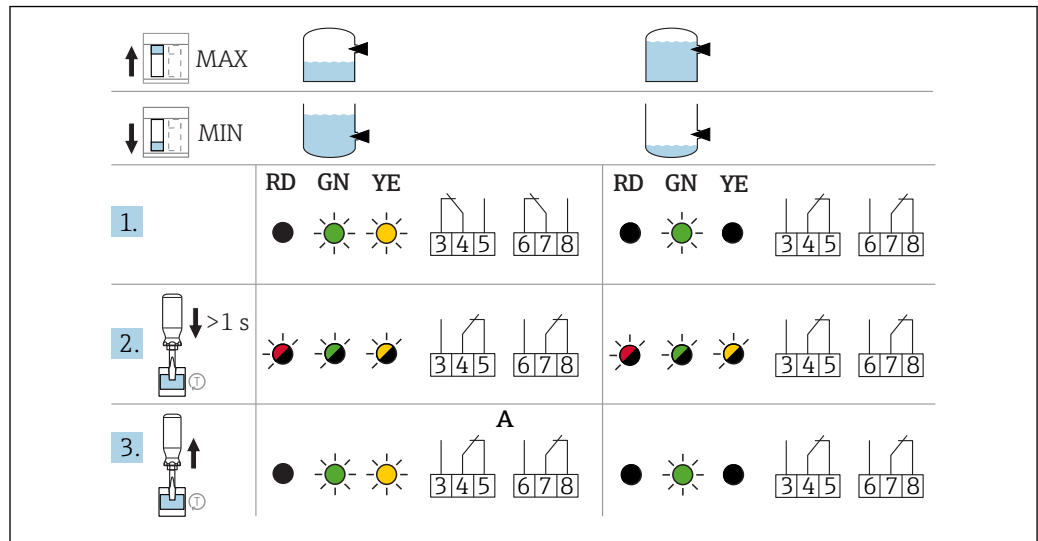 MAX
MIN
RD GN YE RD GN YE
1. 3 4 5 6 7 8 3 4 5 6 7 8
2. >1 s T 3 4 5 6 7 8 3 4 5 6 7 8
A
3. T 3 4 5 6 7 8 3 4 5 6 7 8